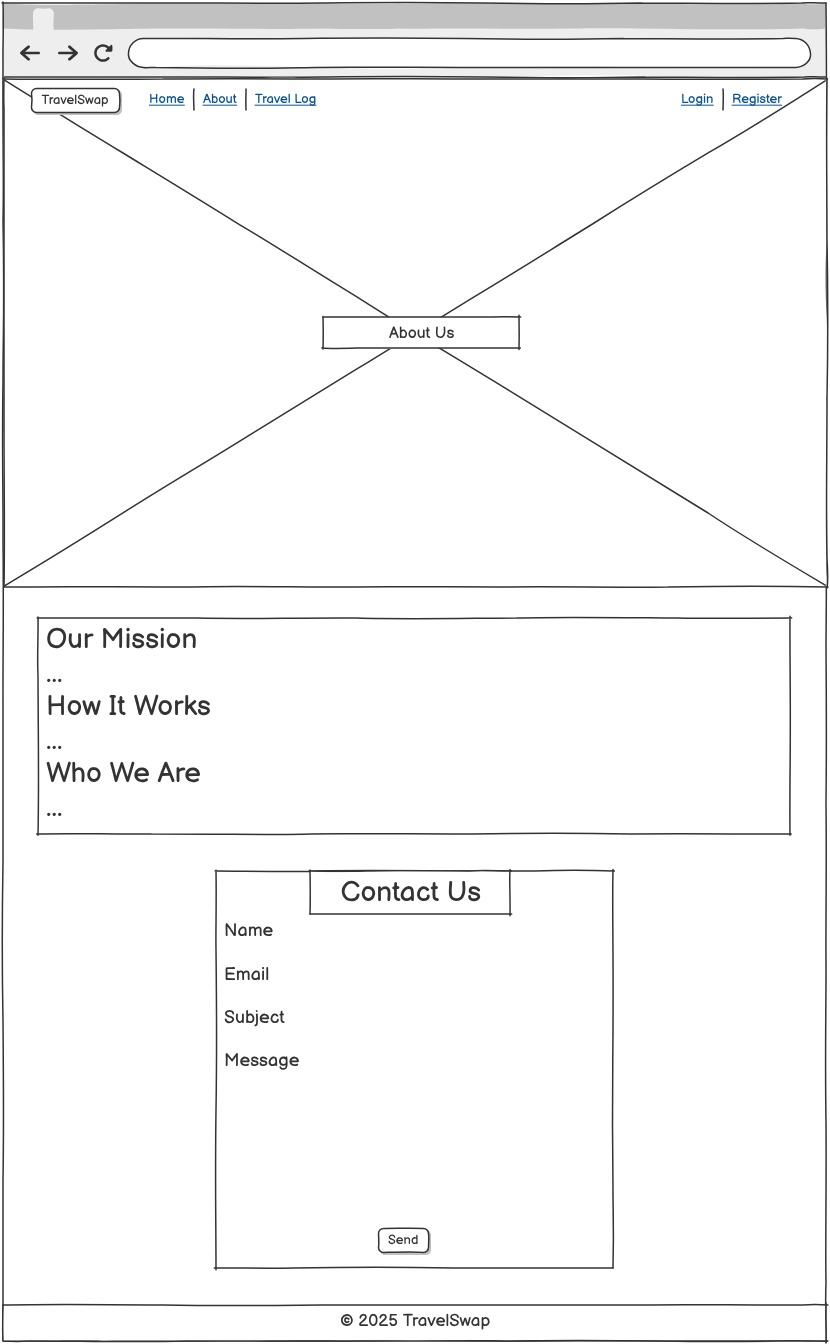 TravelSwap Home About Travel Log Login Register
About Us
Our Mission
...
How It Works
...
Who We Are
...
Contact Us
Name
Email
Subject
Message
Send
© 2025 TravelSwap